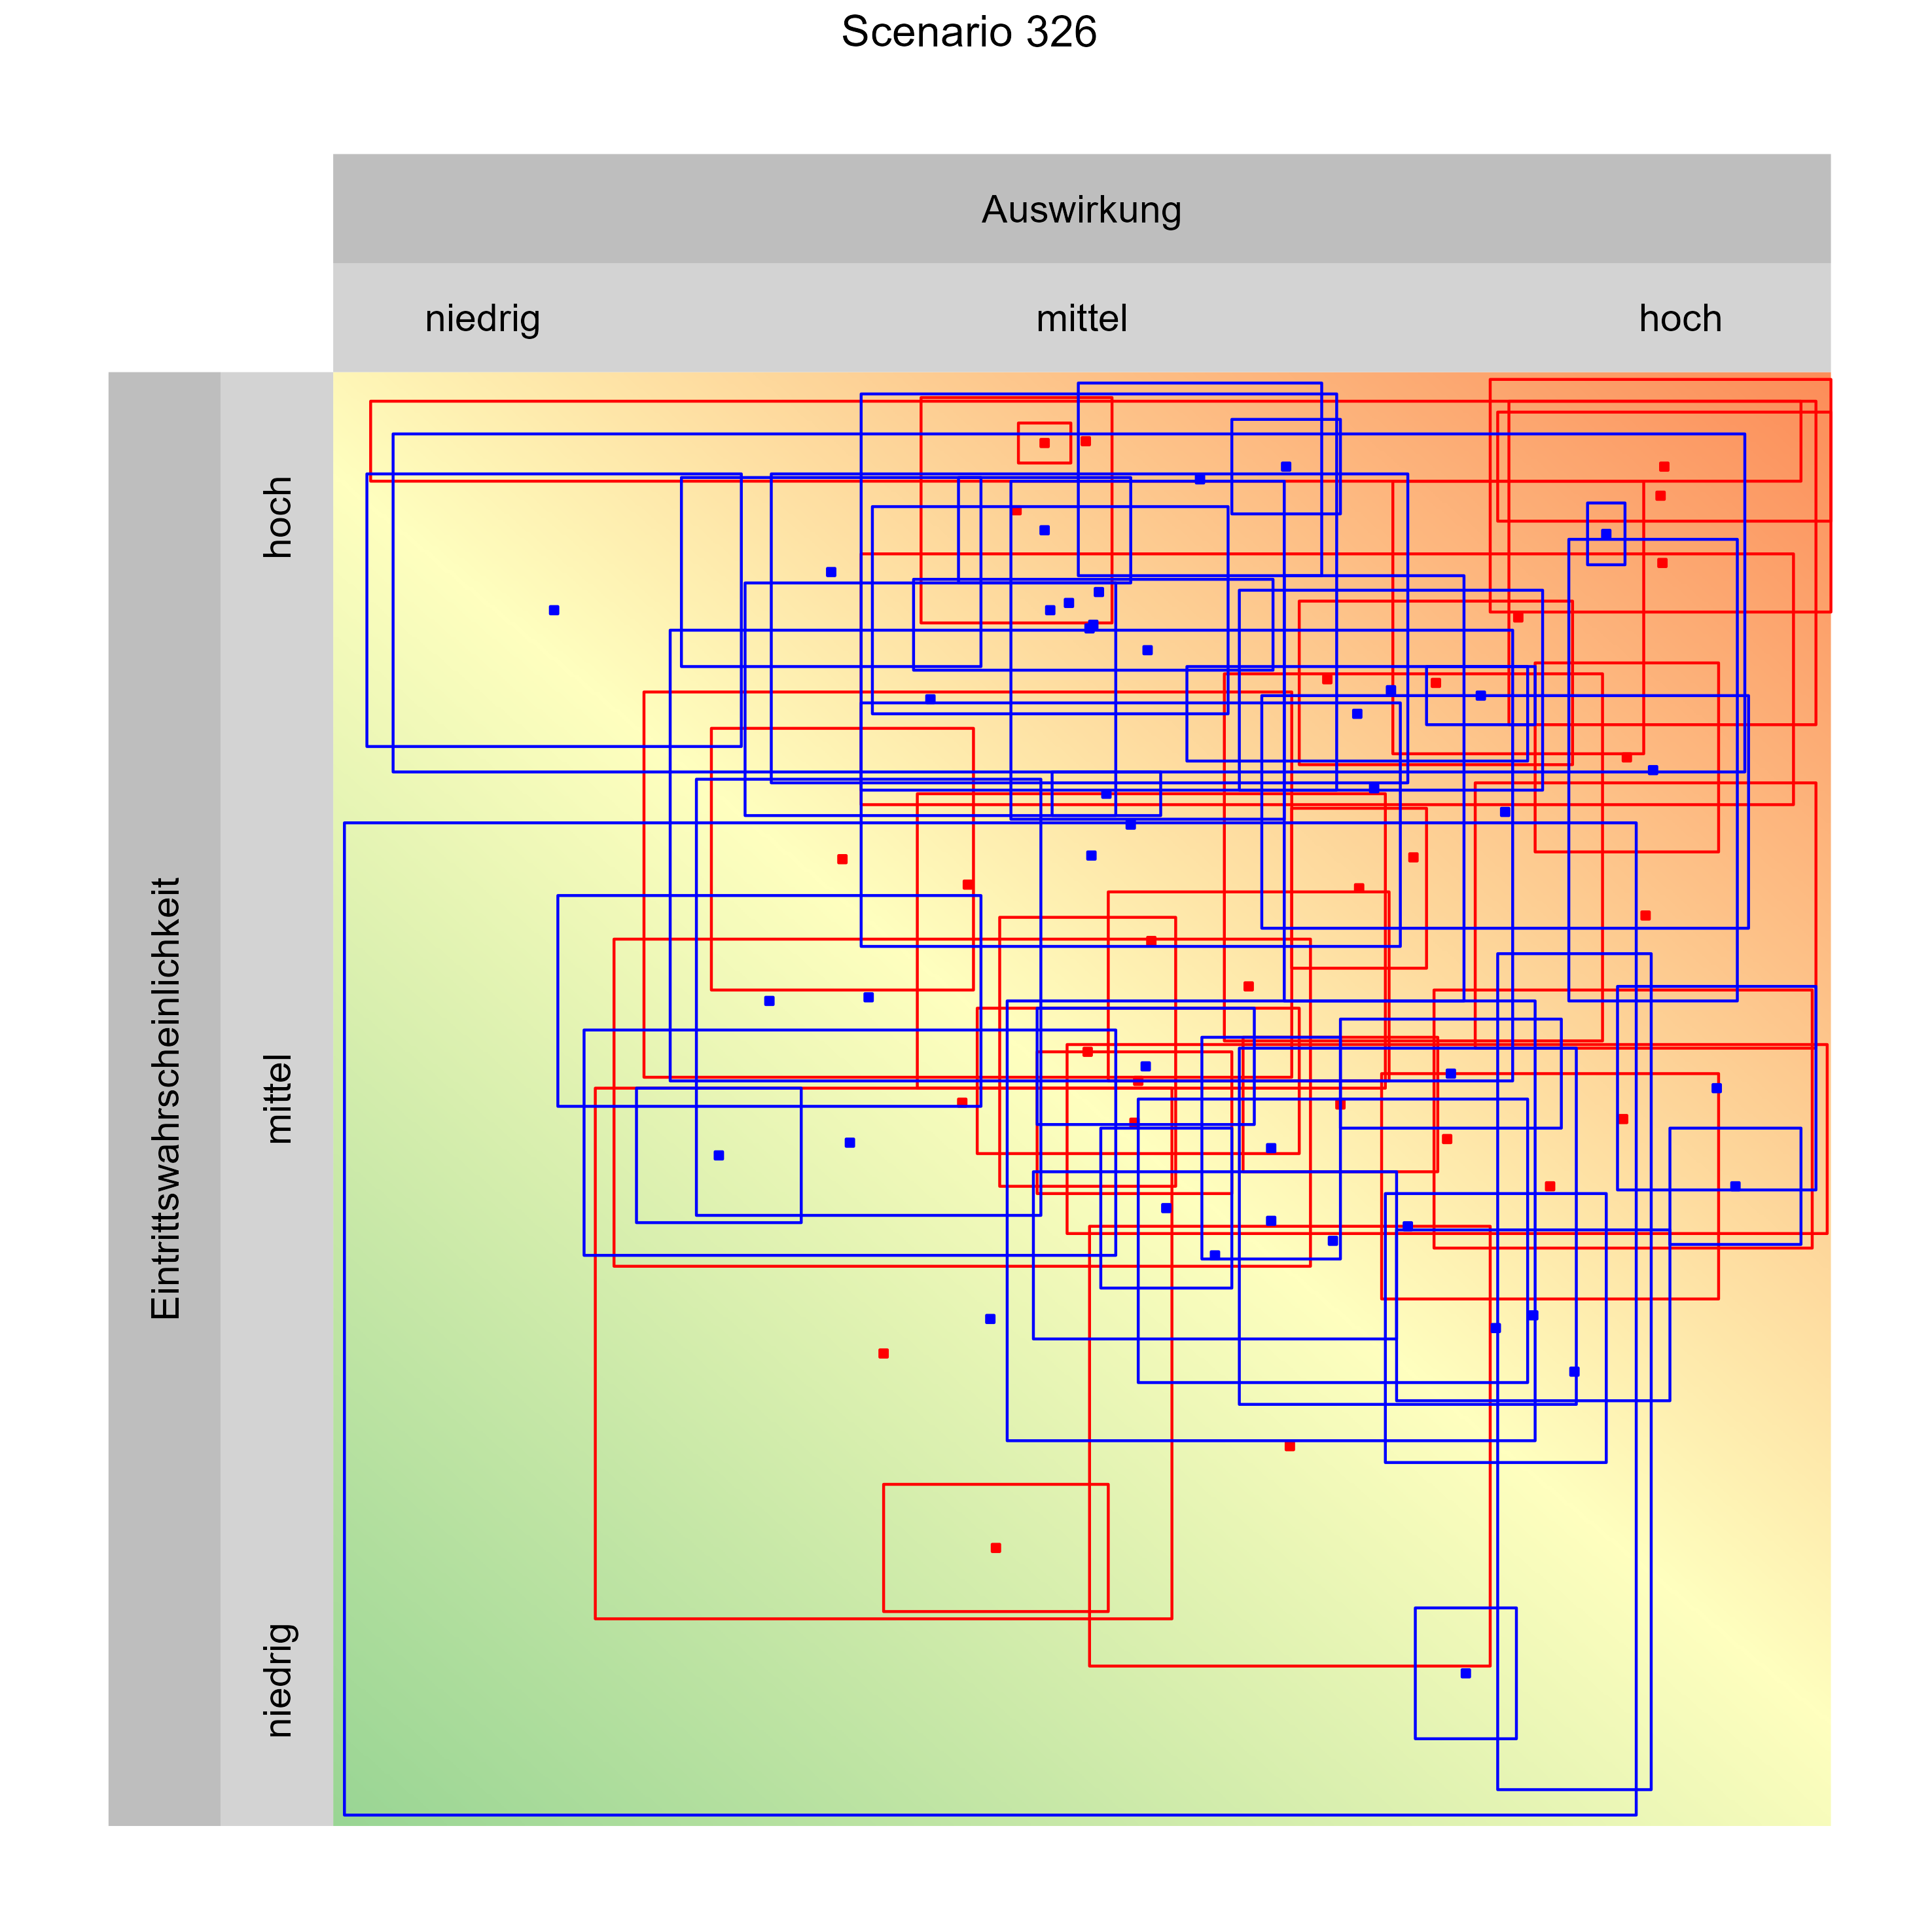 Scenario 326
Auswirkung
niedrig
mittel
hoch
Eintrittswahrscheinlichkeit
hoch
mittel
niedrig